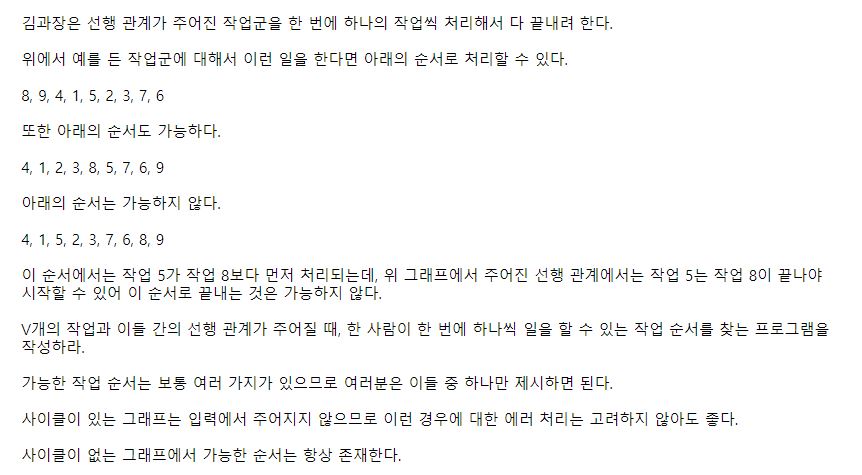 김과장은 선행 관계가 주어진 작업군을 한 번에 하나의 작업씩 처리해서 다 끝내려 한다.
위에서 예를 든 작업군에 대해서 이런 일을 한다면 아래의 순서로 처리할 수 있다.
8, 9, 4, 1, 5, 2, 3, 7, 6
또한 아래의 순서도 가능하다.
4, 1, 2, 3, 8, 5, 7, 6, 9
아래의 순서는 가능하지 않다.
4, 1, 5, 2, 3, 7, 6, 8, 9
이 순서에서는 작업 5가 작업 8보다 먼저 처리되는데, 위 그래프에서 주어진 선행 관계에서는 작업 5는 작업 8이 끝나야
시작할 수 있어 이 순서로 끝내는 것은 가능하지 않다.
V개의 작업과 이들 간의 선행 관계가 주어질 때, 한 사람이 한 번에 하나씩 일을 할 수 있는 작업 순서를 찾는 프로그램을
작성하라.
가능한 작업 순서는 보통 여러 가지가 있으므로 여러분은 이들 중 하나만 제시하면 된다.
사이클이 있는 그래프는 입력에서 주어지지 않으므로 이런 경우에 대한 에러 처리는 고려하지 않아도 좋다.
사이클이 없는 그래프에서 가능한 순서는 항상 존재한다.